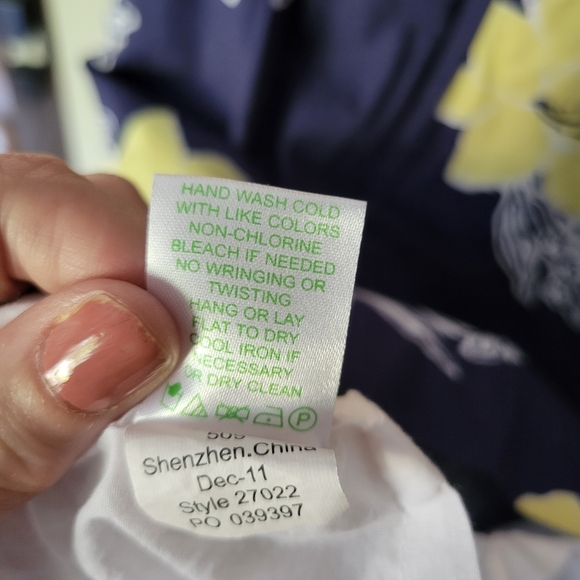 HAND WASH COLD
WITH LIKE COLORS
NON-CHLORINE
BLEACH IF NEEDED
NO WRINGING OR
TWISTING
HANG OR LAY
FLAT TO DRY
COOL IRON IF
NECESSARY
OR DRY CLEAN
P
Shenzhen.China
Dec-11
Style 27022
PO 039397